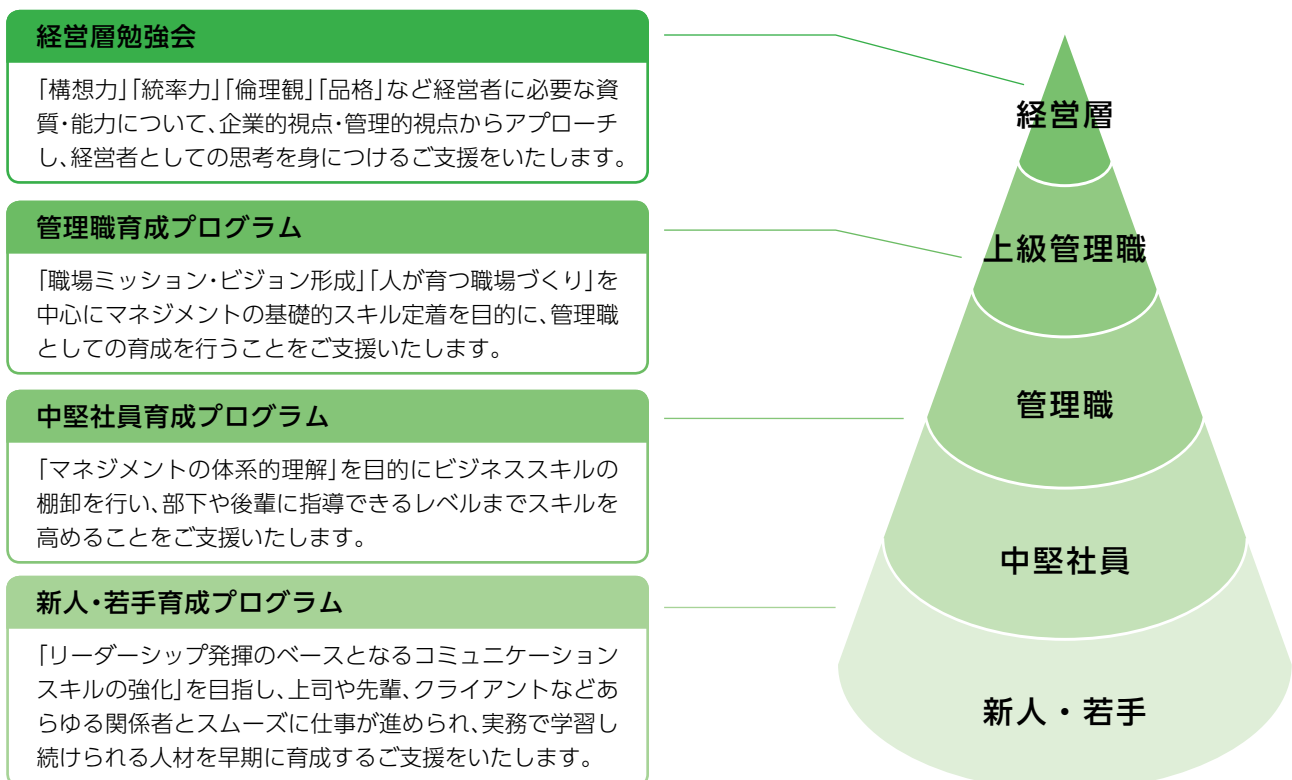 経営層勉強会
「構想力」「統率力」「倫理観」「品格」など経営者に必要な資
質・能力について、企業的視点・管理的視点からアプローチ
し、経営者としての思考を身につけるご支援をいたします。
管理職育成プログラム
「職場ミッション・ビジョン形成」「人が育つ職場づくり」を
中心にマネジメントの基礎的スキル定着を目的に、管理職
としての育成を行うことをご支援いたします。
中堅社員育成プログラム
「マネジメントの体系的理解」を目的にビジネススキルの
棚卸を行い、部下や後輩に指導できるレベルまでスキルを
高めることをご支援いたします。
新人・若手育成プログラム
「リーダーシップ発揮のベースとなるコミュニケーション
スキルの強化」を目指し、上司や先輩、クライアントなどあ
らゆる関係者とスムーズに仕事が進められ、実務で学習し
続けられる人材を早期に育成するご支援をいたします。
経営層
上級管理職
管理職
中堅社員
新人・若手